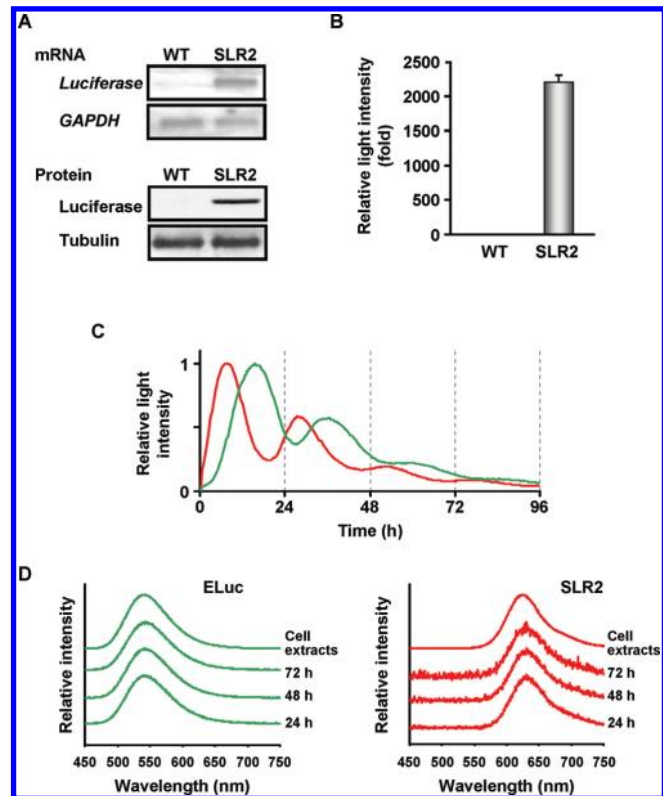 A
mRNA WT SLR2
Luciferase
GAPDH
Protein WT SLR2
Luciferase
Tubulin
B
Relative light intensity
(fold)
2500
2000
1500
1000
500
0
WT SLR2
C
Relative light
intensity
1
0
0 24 48 72 96
Time (h)
D
ELuc
Relative intensity
Cell
extracts
72 h
48 h
24 h
450 500 550 600 650 700 750
Wavelength (nm)
SLR2
Relative intensity
Cell
extracts
72 h
48 h
24 h
450 500 550 600 650 700 750
Wavelength (nm)